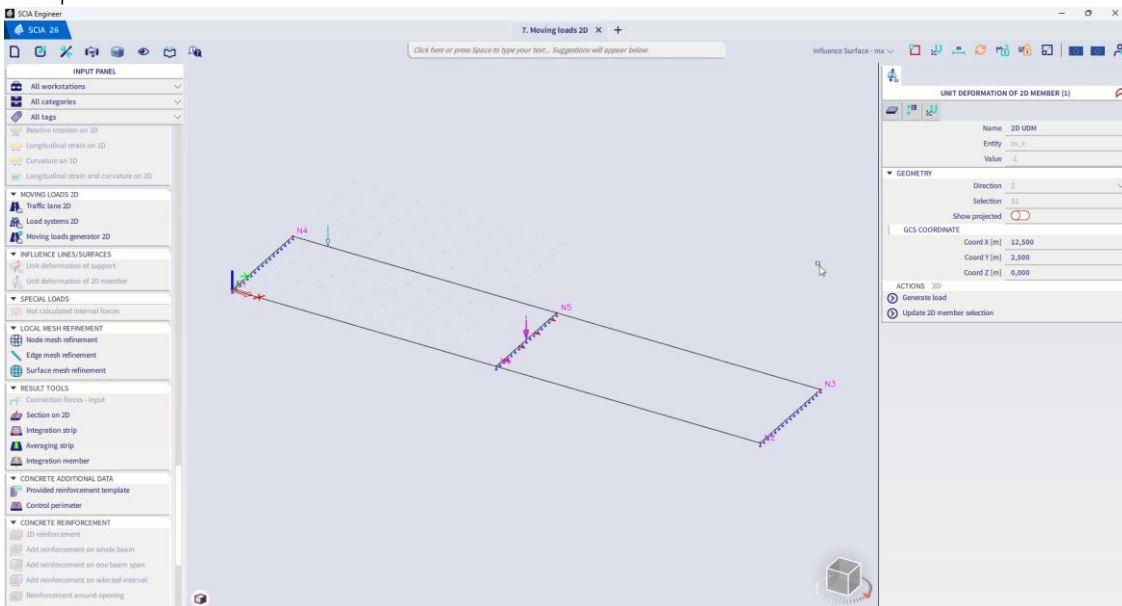 SCIA Engineer
SCIA 26
7. Moving loads 2D
Click here or press Space to type your text... Suggestions will appear below.
Influence Surface - mx
INPUT PANEL
All workstations
All categories
All tags
Relative rotation on 1D
Longitudinal strain on 1D
Curvature on 1D
Longitudinal strain and curvature on 2D
MOVING LOADS 2D
Traffic lane 2D
Load systems 2D
Moving loads generator 2D
INFLUENCE LINES/SURFACES
Unit deformation of support
Unit deformation of 2D member
SPECIAL LOADS
Not calculated internal forces
LOCAL MESH REFINEMENT
Node mesh refinement
Edge mesh refinement
Surface mesh refinement
RESULT TOOLS
Connection forces - input
Section on 2D
Integration strip
Averaging strip
Integration member
CONCRETE ADDITIONAL DATA
Provided reinforcement template
Control perimeter
CONCRETE REINFORCEMENT
1D reinforcement
Add reinforcement on whole beam
Add reinforcement on one beam span
Add reinforcement on selected interval
Reinforcement around opening
N4
N5
N3
UNIT DEFORMATION OF 2D MEMBER (1)
Name 2D UDM
Entity m_x
Value -1
GEOMETRY
Direction Z
Selection S1
Show projected
GCS COORDINATE
Coord X [m] 12,500
Coord Y [m] 2,500
Coord Z [m] 0,000
ACTIONS >>>
Generate load
Update 2D member selection